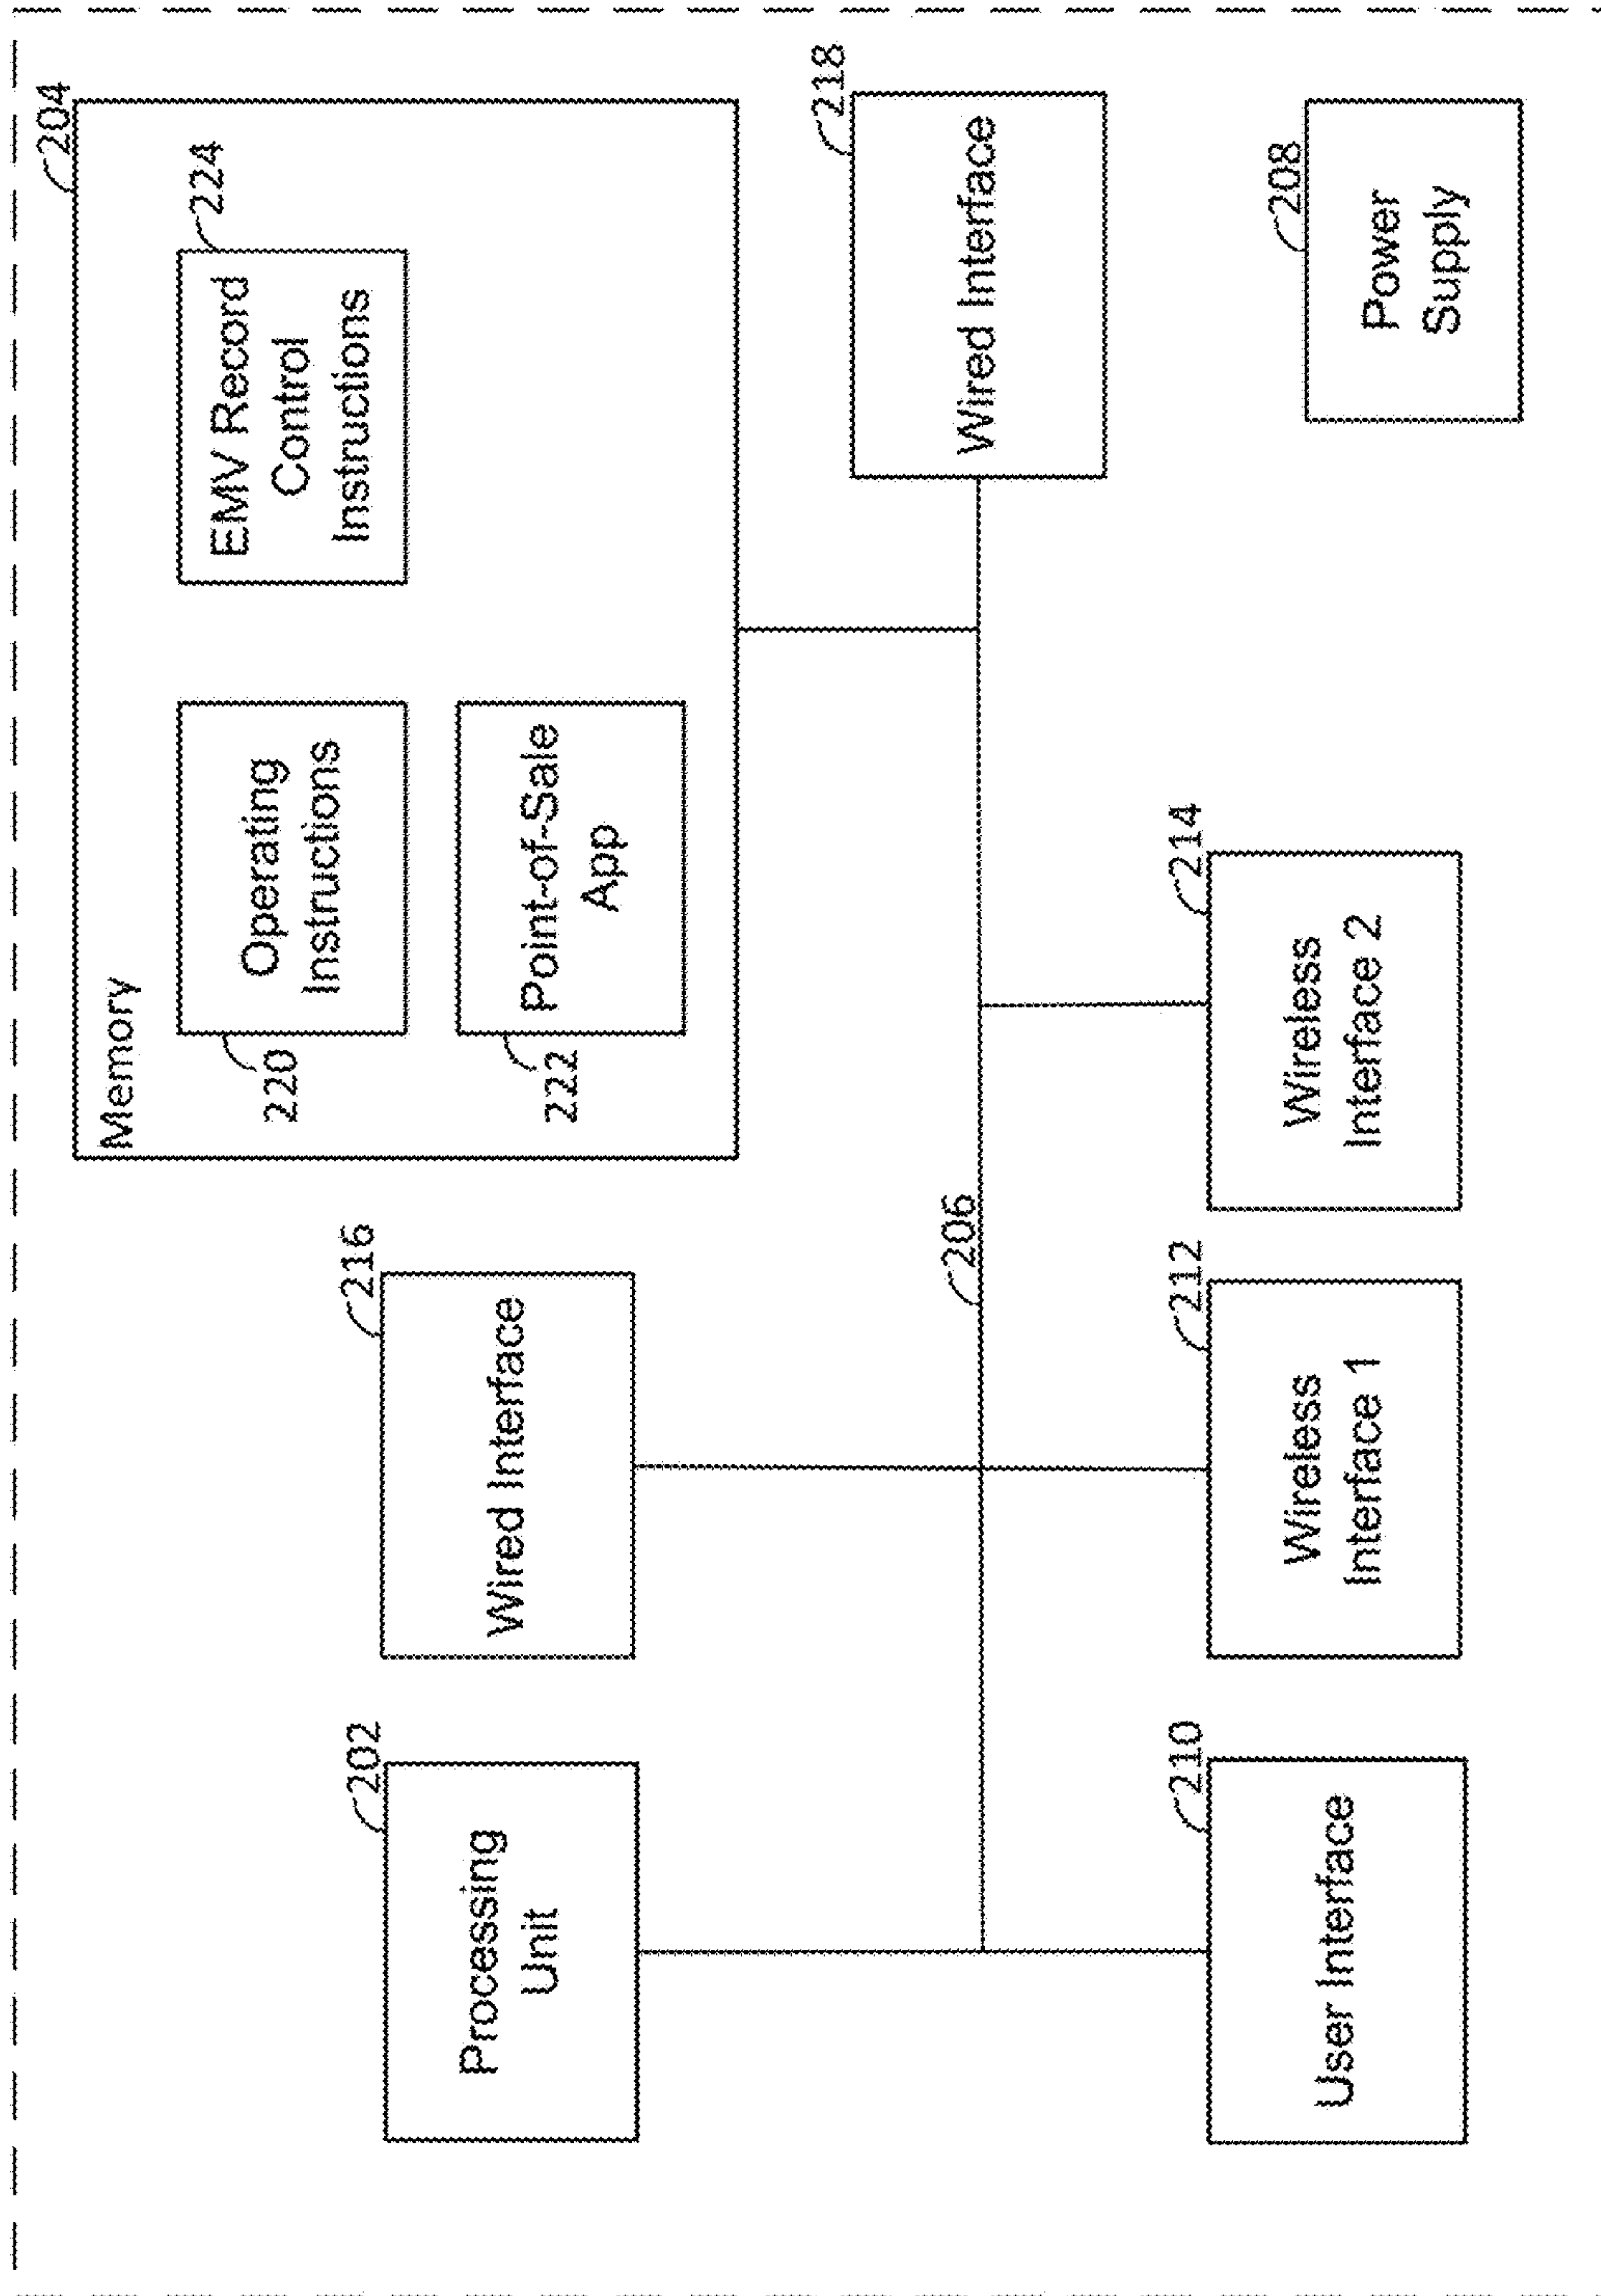 204
Memory
220
Operating
Instructions
224
EMV Record
Control
Instructions
222
Point-of-Sale
App
202
Processing
Unit
216
Wired Interface
206
218
Wired Interface
210
User Interface
212
Wireless
Interface 1
214
Wireless
Interface 2
208
Power
Supply